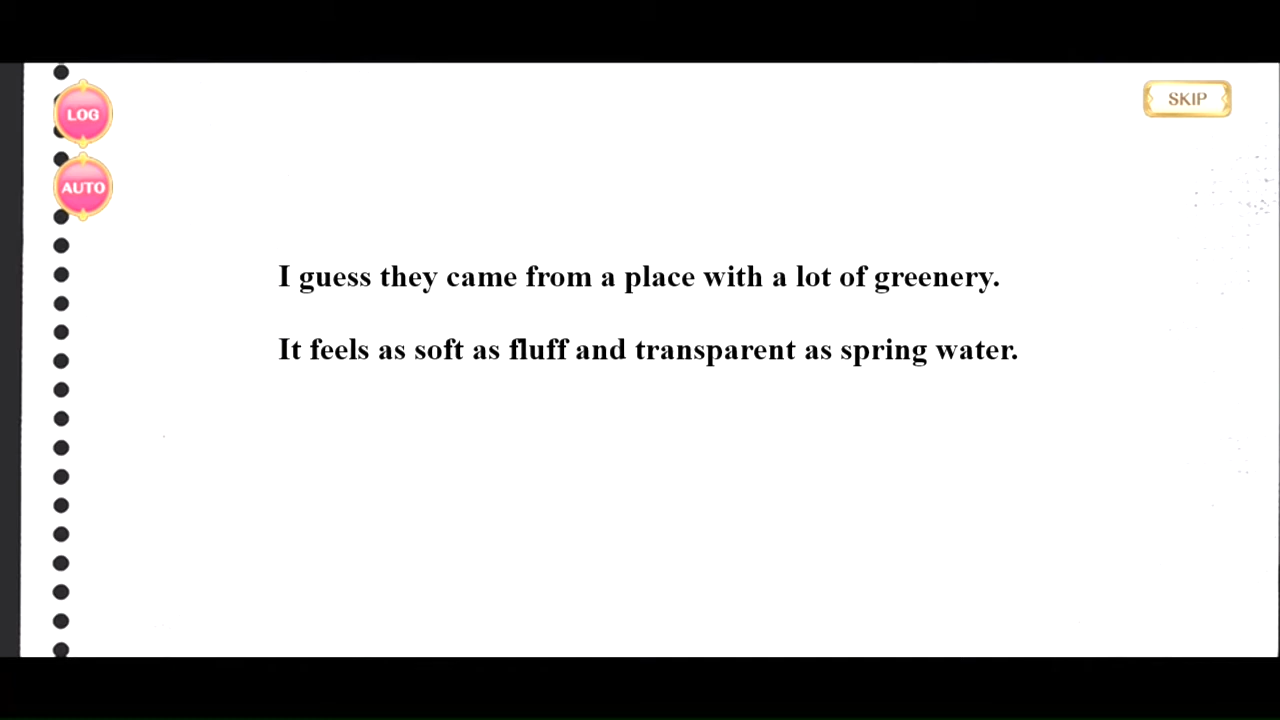 LOG
SKIP
AUTO
I guess they came from a place with a lot of greenery.
It feels as soft as fluff and transparent as spring water.